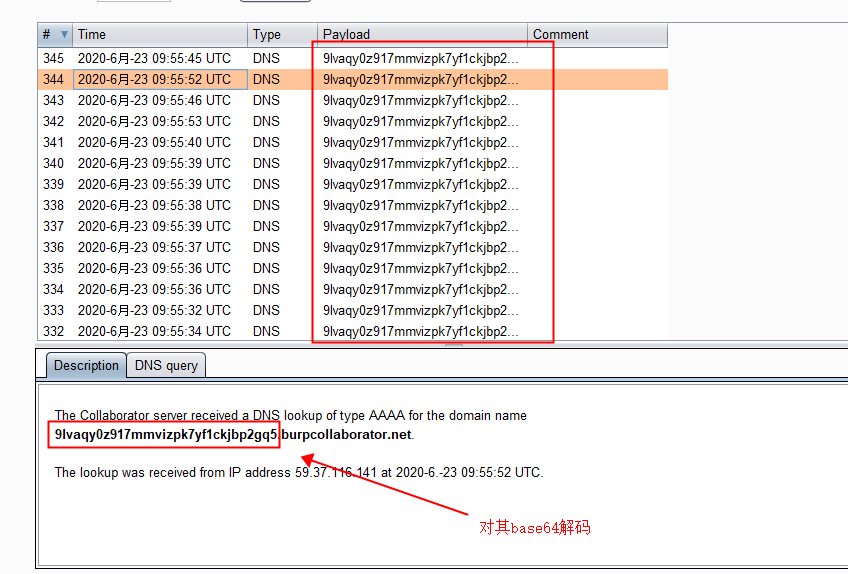 # Time Type Payload Comment
345 2020-6月-23 09:55:45 UTC DNS 9lvaqy0z917mmvizpk7yf1ckjbp2...
344 2020-6月-23 09:55:52 UTC DNS 9lvaqy0z917mmvizpk7yf1ckjbp2...
343 2020-6月-23 09:55:46 UTC DNS 9lvaqy0z917mmvizpk7yf1ckjbp2...
342 2020-6月-23 09:55:53 UTC DNS 9lvaqy0z917mmvizpk7yf1ckjbp2...
341 2020-6月-23 09:55:40 UTC DNS 9lvaqy0z917mmvizpk7yf1ckjbp2...
340 2020-6月-23 09:55:39 UTC DNS 9lvaqy0z917mmvizpk7yf1ckjbp2...
339 2020-6月-23 09:55:39 UTC DNS 9lvaqy0z917mmvizpk7yf1ckjbp2...
338 2020-6月-23 09:55:38 UTC DNS 9lvaqy0z917mmvizpk7yf1ckjbp2...
337 2020-6月-23 09:55:39 UTC DNS 9lvaqy0z917mmvizpk7yf1ckjbp2...
336 2020-6月-23 09:55:37 UTC DNS 9lvaqy0z917mmvizpk7yf1ckjbp2...
335 2020-6月-23 09:55:36 UTC DNS 9lvaqy0z917mmvizpk7yf1ckjbp2...
334 2020-6月-23 09:55:36 UTC DNS 9lvaqy0z917mmvizpk7yf1ckjbp2...
333 2020-6月-23 09:55:32 UTC DNS 9lvaqy0z917mmvizpk7yf1ckjbp2...
332 2020-6月-23 09:55:34 UTC DNS 9lvaqy0z917mmvizpk7yf1ckjbp2...
Description DNS query
The Collaborator server received a DNS lookup of type AAAA for the domain name
9lvaqy0z917mmvizpk7yf1ckjbp2gq5.burpcollaborator.net.
The lookup was received from IP address 59.37.116.141 at 2020-6.-23 09:55:52 UTC.
对其base64解码